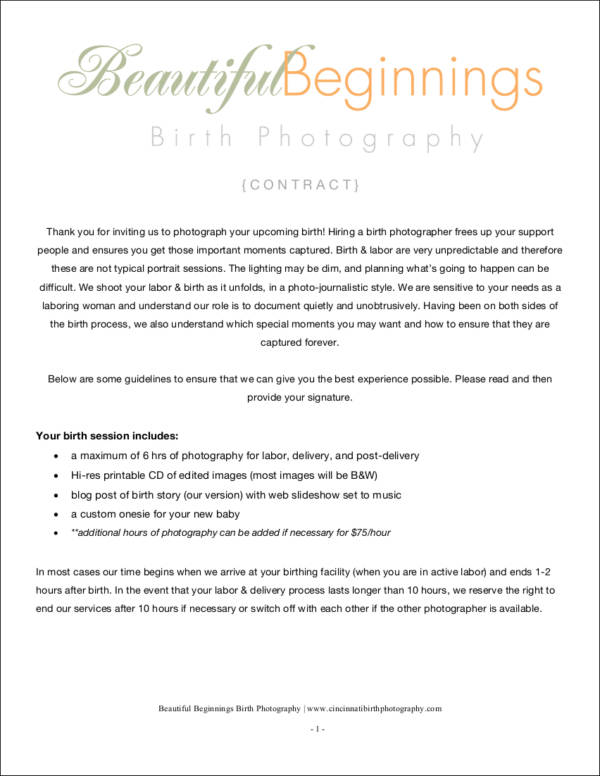 Beautiful Beginnings
Birth Photography
{CONTRACT}
Thank you for inviting us to photograph your upcoming birth! Hiring a birth photographer frees up your support
people and ensures you get those important moments captured. Birth & labor are very unpredictable and therefore
these are not typical portrait sessions. The lighting may be dim, and planning what's going to happen can be
difficult. We shoot your labor & birth as it unfolds, in a photo-journalistic style. We are sensitive to your needs as a
laboring woman and understand our role is to document quietly and unobtrusively. Having been on both sides of
the birth process, we also understand which special moments you may want and how to ensure that they are
captured forever.
Below are some guidelines to ensure that we can give you the best experience possible. Please read and then
provide your signature.
Your birth session includes:
• a maximum of 6 hrs of photography for labor, delivery, and post-delivery
• Hi-res printable CD of edited images (most images will be B&W)
• blog post of birth story (our version) with web slideshow set to music
• a custom onesie for your new baby
• **additional hours of photography can be added if necessary for $75/hour
In most cases our time begins when we arrive at your birthing facility (when you are in active labor) and ends 1-2
hours after birth. In the event that your labor & delivery process lasts longer than 10 hours, we reserve the right to
end our services after 10 hours if necessary or switch off with each other if the other photographer is available.
Beautiful Beginnings Birth Photography | www.cincinnatibirthphotography.com
- 1 -